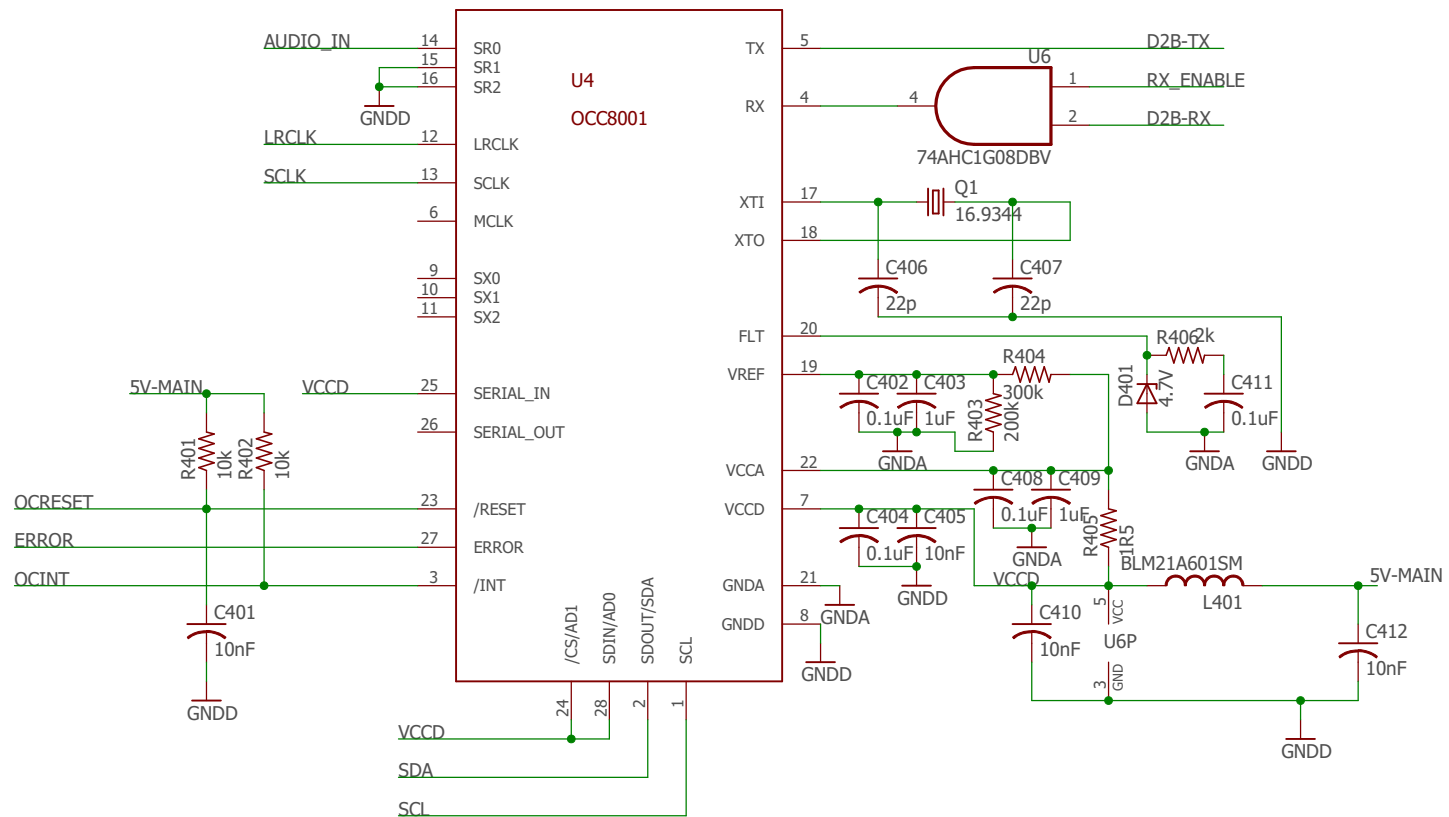 AUDIO_IN
14
SR0
15
SR1
16
SR2
GNDD
U4
OCC8001
TX
5
D2B-TX
U6
1
RX_ENABLE
RX
4
4
2
D2B-RX
74AHC1G08DBV
LRCLK
12
LRCLK
SCLK
13
SCLK
6
MCLK
XTI
17
Q1
16.9344
XTO
18
C406
22p
C407
22p
9
SX0
10
SX1
11
SX2
FLT
20
R406
2k
D401
4.7V
C411
0.1uF
GNDA
GNDD
VREF
19
R404
300k
C402
0.1uF
C403
1uF
R403
200k
GNDA
5V-MAIN
VCCD
25
SERIAL_IN
26
SERIAL_OUT
R401
10k
R402
10k
VCCA
22
C408
0.1uF
C409
1uF
GNDA
R405
1R5
OCRESET
23
/RESET
VCCD
7
C404
0.1uF
C405
10nF
GNDD
ERROR
27
ERROR
OCINT
3
/INT
GNDA
21
GNDA
GNDD
8
GNDD
VCCD
BLM21A601SM
L401
5V-MAIN
C401
10nF
GNDD
C410
10nF
5
VCC
U6P
3
GND
C412
10nF
GNDD
/CS/AD1
SDIN/AD0
SDOUT/SDA
SCL
24
28
2
1
VCCD
SDA
SCL